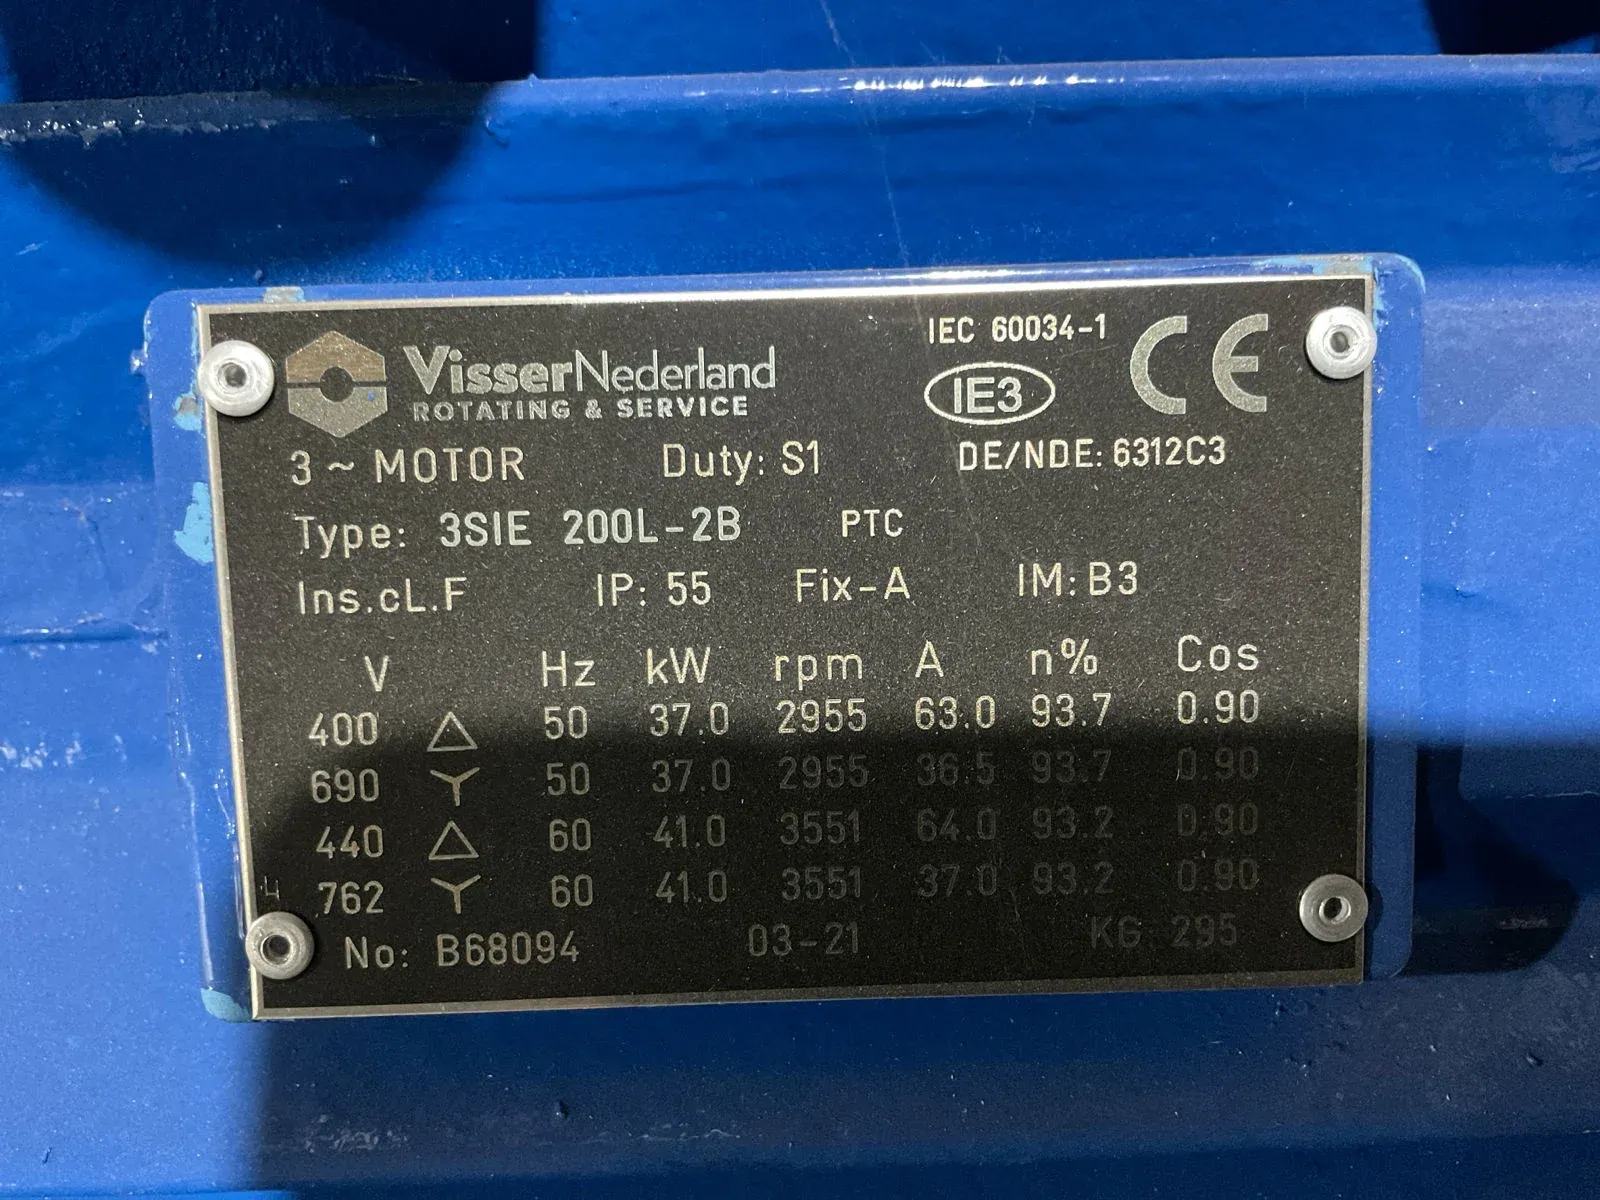 IEC 60034-1 CE
VisserNederland
ROTATING & SERVICE
IE3
3~MOTOR Duty: S1 DE/NDE: 6312C3
Type: 3SIE 200L-2B PTC
Ins.cL.F IP: 55 Fix-A IM: B3
V Hz kW rpm A n% Cos
400 △ 50 37.0 2955 63.0 93.7 0.90
690 Y 50 37.0 2955 36.5 93.7 0.90
440 △ 60 41.0 3551 64.0 93.2 0.90
762 Y 60 41.0 3551 37.0 93.2 0.90
No: B68094 03-21 KG: 295